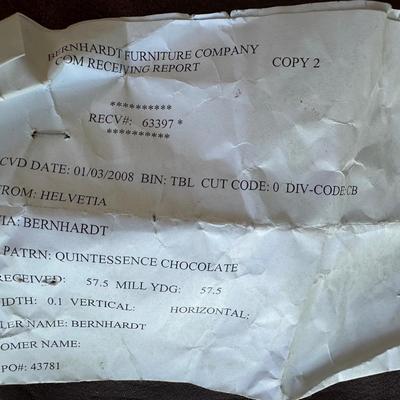 BERNHARDT FURNITURE COMPANY
COM RECEIVING REPORT COPY 2
**********
RECV#: 63397 *
**********
CVD DATE: 01/03/2008 BIN: TBL CUT CODE: 0 DIV-CODE:CB
FROM: HELVETIA
IA: BERNHARDT
PATRN: QUINTESSENCE CHOCOLATE
RECEIVED: 57.5 MILL YDG: 57.5
IDTH: 0.1 VERTICAL: HORIZONTAL:
LER NAME: BERNHARDT
OMER NAME:
PO#: 43781